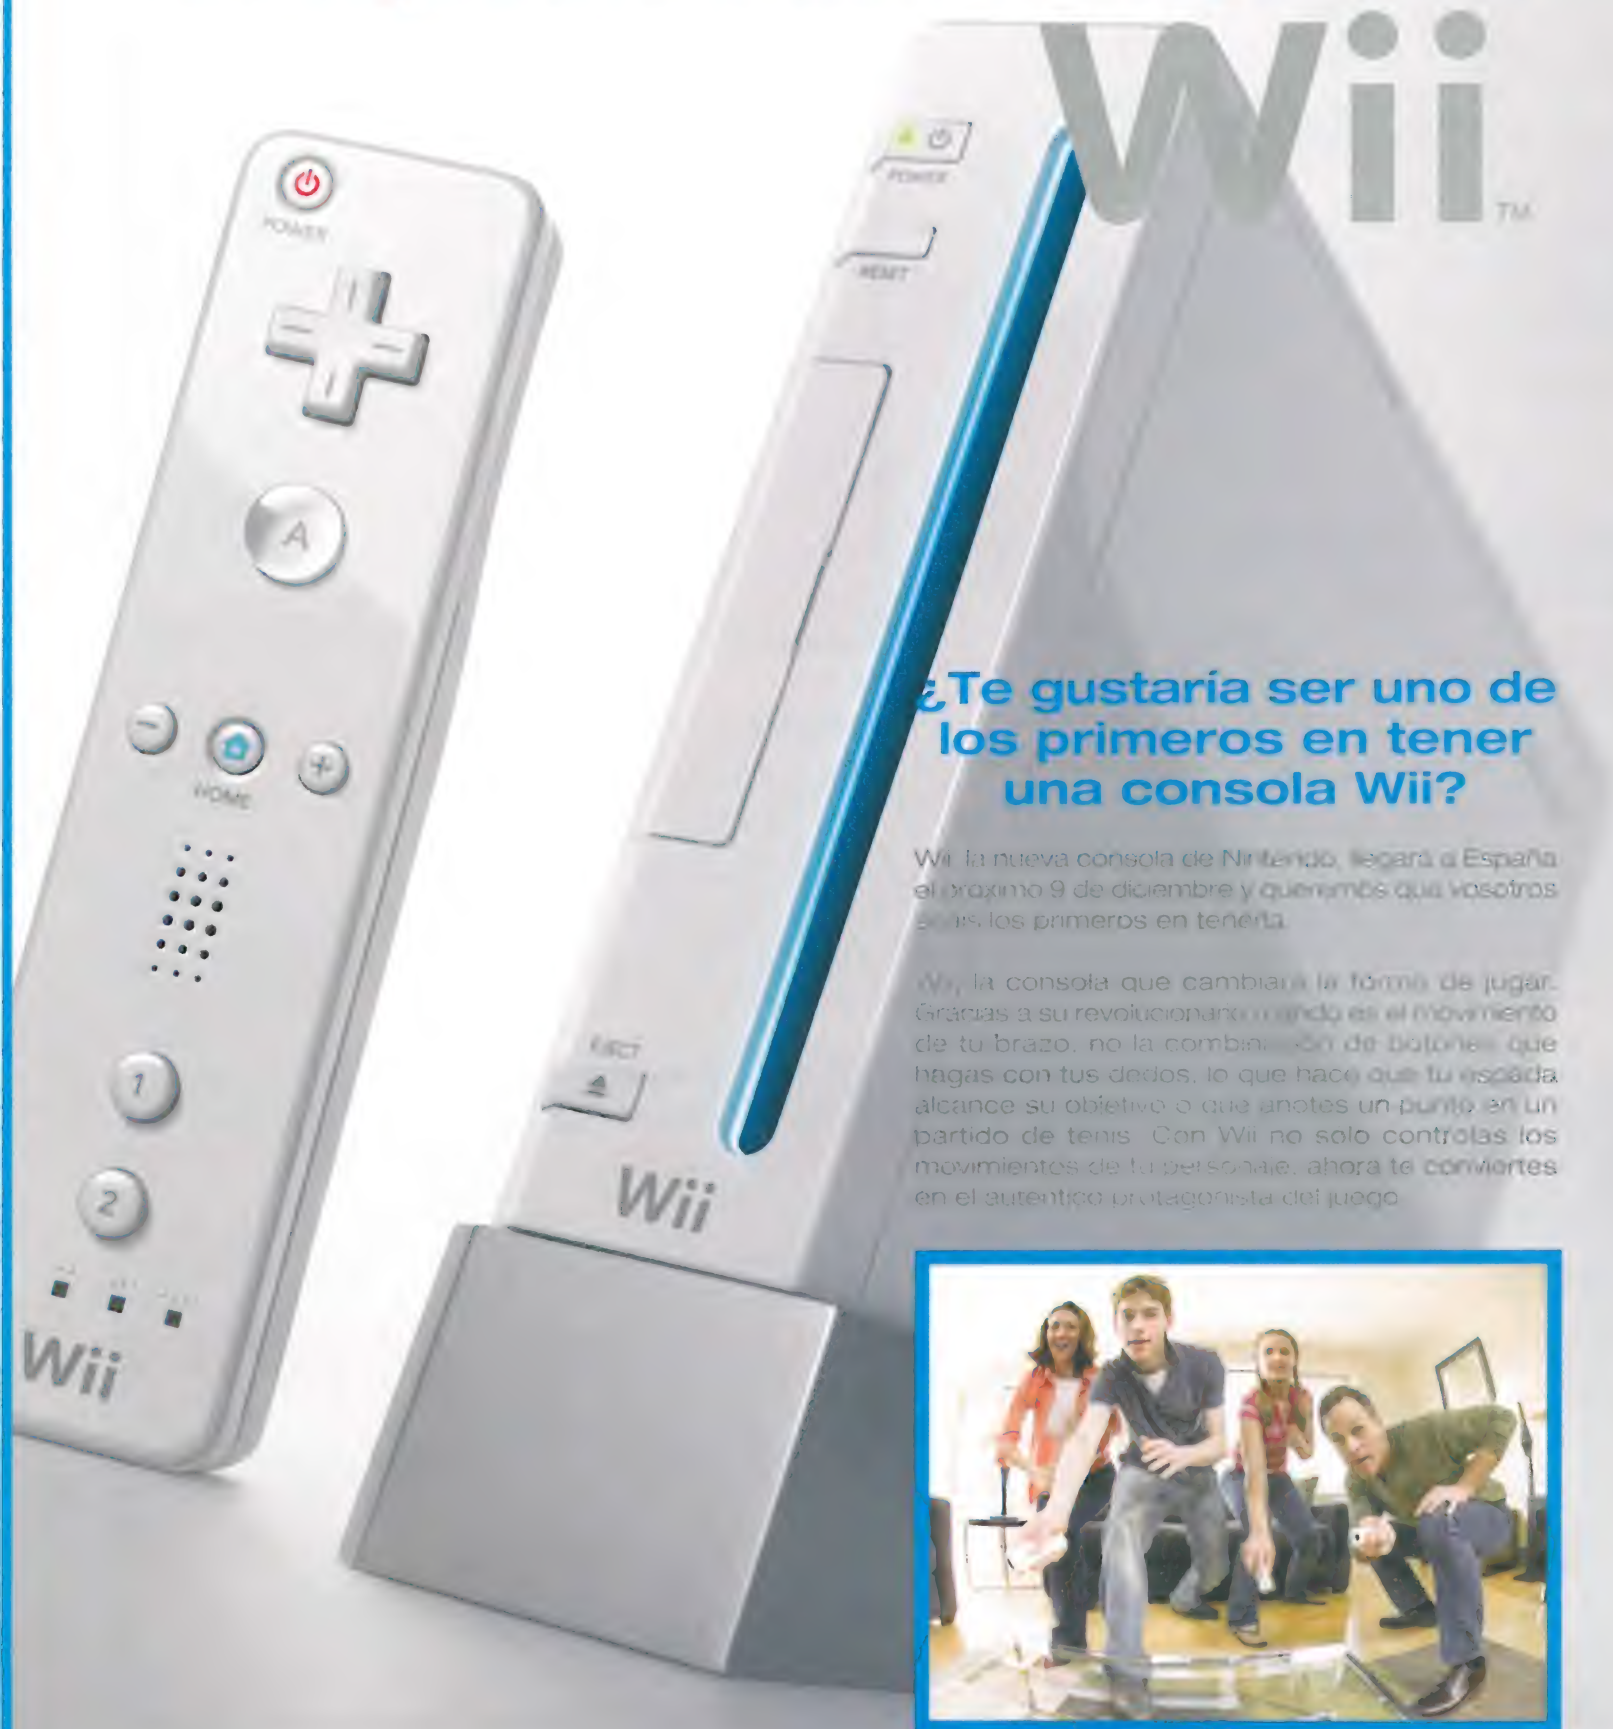 Wii
TM
POWER
RESET
POWER
A
HOME
1
2
EJECT
Wii
Wii
¿Te gustaría ser uno de
los primeros en tener
una consola Wii?
Wii, la nueva consola de Nintendo, llegará a España
el próximo 9 de diciembre y queremos que vosotros
seáis los primeros en tenerla.
Wii, la consola que cambiará la forma de jugar.
Gracias a su revolucionario mando es el movimiento
de tu brazo, no la combinación de botones que
hagas con tus dedos, lo que hace que tu espada
alcance su objetivo o que anotes un punto en un
partido de tenis. Con Wii no solo controlas los
movimientos de tu personaje, ahora te conviertes
en el auténtico protagonista del juego.